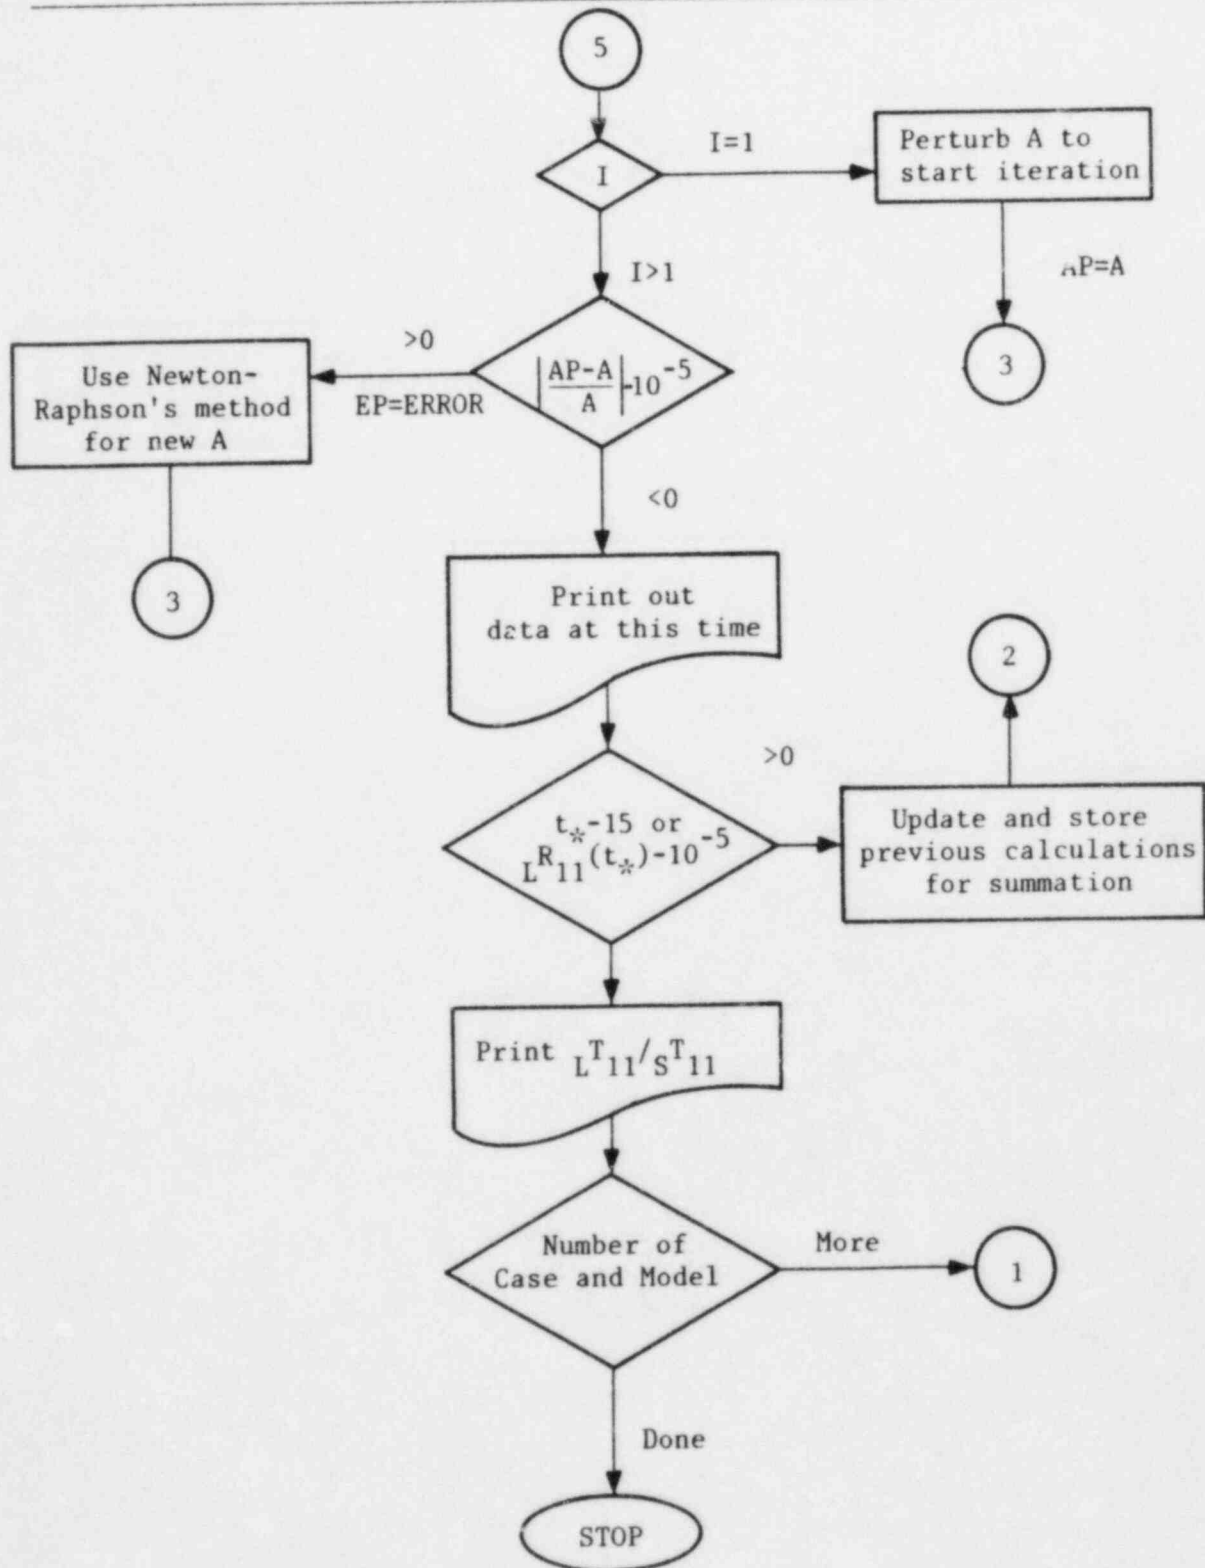 5
I
I=1
Perturb A to
start iteration
I>1
P=A
3
>0
|AP-A / A|-10⁻⁵
EP=ERROR
Use Newton-
Raphson's method
for new A
3
<0
Print out
data at this time
2
>0
t*-15 or
LR11(t*)-10⁻⁵
Update and store
previous calculations
for summation
Print LT11/ST11
Number of
Case and Model
More
1
Done
STOP